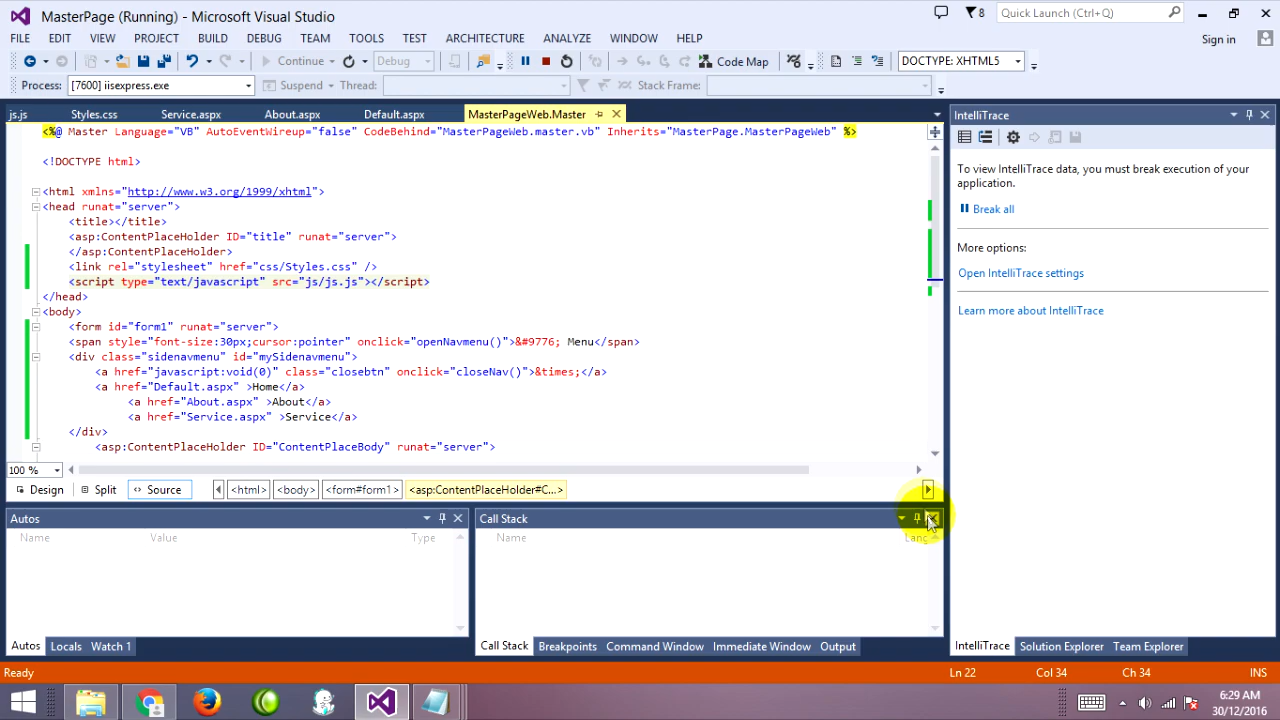 MasterPage (Running) - Microsoft Visual Studio
8
Quick Launch (Ctrl+Q)
FILE EDIT VIEW PROJECT BUILD DEBUG TEAM TOOLS TEST ARCHITECTURE ANALYZE WINDOW HELP
Sign in
Continue
Debug
Code Map
DOCTYPE: XHTML5
Process: [7600] iisexpress.exe
Suspend
Thread:
Stack Frame:
js.js Styles.css Service.aspx About.aspx Default.aspx MasterPageWeb.Master
<%@ Master Language="VB" AutoEventWireup="false" CodeBehind="MasterPageWeb.master.vb" Inherits="MasterPage.MasterPageWeb" %>
<!DOCTYPE html>
<html xmlns="http://www.w3.org/1999/xhtml">
<head runat="server">
<title></title>
<asp:ContentPlaceHolder ID="title" runat="server">
</asp:ContentPlaceHolder>
<link rel="stylesheet" href="css/Styles.css" />
<script type="text/javascript" src="js/js.js"></script>
</head>
<body>
<form id="form1" runat="server">
<span style="font-size:30px;cursor:pointer" onclick="openNavmenu()">&#9776; Menu</span>
<div class="sidenavmenu" id="mySidenavmenu">
<a href="javascript:void(0)" class="closebtn" onclick="closeNav()">&times;</a>
<a href="Default.aspx" >Home</a>
<a href="About.aspx" >About</a>
<a href="Service.aspx" >Service</a>
</div>
<asp:ContentPlaceHolder ID="ContentPlaceBody" runat="server">
100 %
Design Split Source <html> <body> <form#form1> <asp:ContentPlaceHolder#C...>
IntelliTrace
To view IntelliTrace data, you must break execution of your
application.
Break all
More options:
Open IntelliTrace settings
Learn more about IntelliTrace
Autos
Name Value Type
Call Stack
Name Lang
Autos Locals Watch 1
Call Stack Breakpoints Command Window Immediate Window Output
IntelliTrace Solution Explorer Team Explorer
Ready
Ln 22 Col 34 Ch 34 INS
6:29 AM
30/12/2016